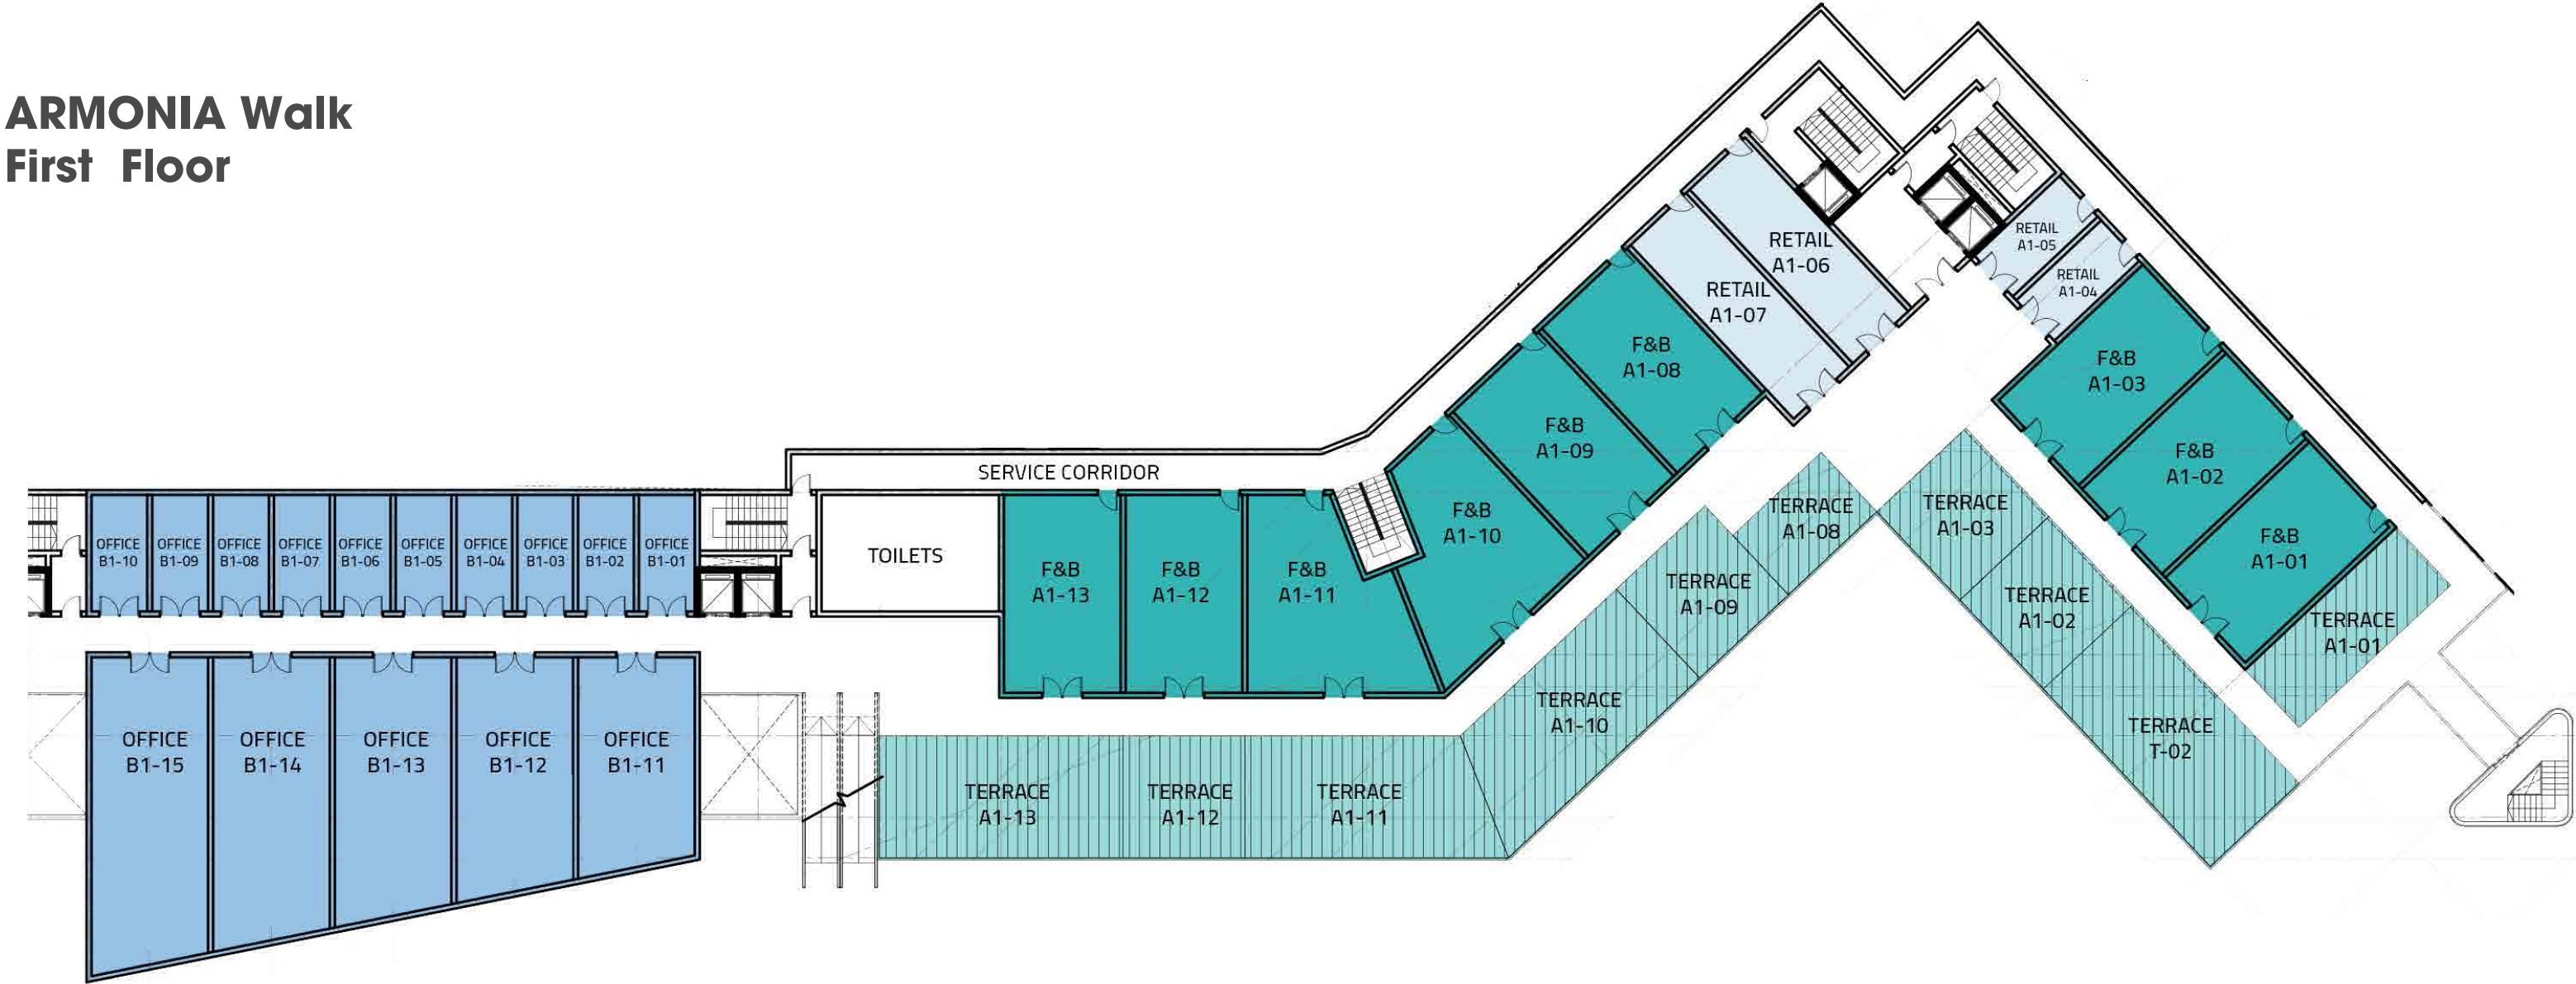 ARMONIA Walk
First Floor
RETAIL
A1-06
RETAIL
A1-07
RETAIL
A1-05
RETAIL
A1-04
F&B
A1-08
F&B
A1-09
F&B
A1-10
F&B
A1-03
F&B
A1-02
F&B
A1-01
SERVICE CORRIDOR
TOILETS
F&B
A1-13
F&B
A1-12
F&B
A1-11
OFFICE
B1-10
OFFICE
B1-09
OFFICE
B1-08
OFFICE
B1-07
OFFICE
B1-06
OFFICE
B1-05
OFFICE
B1-04
OFFICE
B1-03
OFFICE
B1-02
OFFICE
B1-01
TERRACE
A1-08
TERRACE
A1-03
TERRACE
A1-09
TERRACE
A1-02
TERRACE
A1-01
TERRACE
A1-10
TERRACE
T-02
OFFICE
B1-15
OFFICE
B1-14
OFFICE
B1-13
OFFICE
B1-12
OFFICE
B1-11
TERRACE
A1-13
TERRACE
A1-12
TERRACE
A1-11